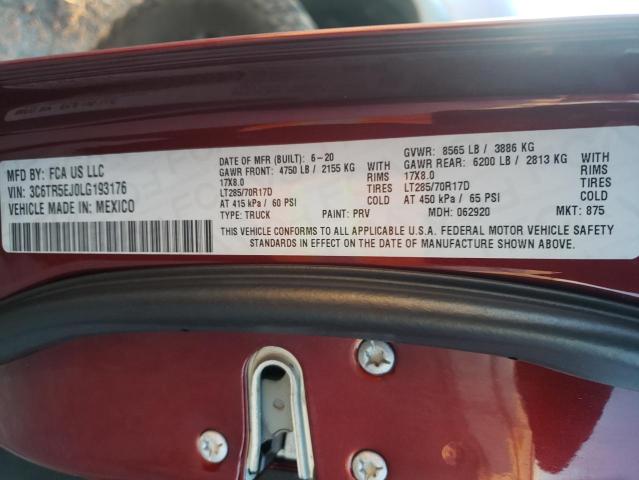 MFD BY: FCA US LLC
VIN: 3C6TR5EJ0LG193176
VEHICLE MADE IN: MEXICO
DATE OF MFR (BUILT) 6-20
GAWR FRONT: 4750 LB / 2155 KG WITH
17X8.0 RIMS
LT285/70R17D TIRES
AT 415 kPa / 60 PSI COLD
TYPE: TRUCK PAINT: PRV
GVWR: 8565 LB / 3886 KG
GAWR REAR: 6200 LB / 2813 KG WITH
17X8.0 RIMS
LT285/70R17D TIRES
AT 450 kPa / 65 PSI COLD
MDH: 062920 MKT: 875
THIS VEHICLE CONFORMS TO ALL APPLICABLE U.S.A. FEDERAL MOTOR VEHICLE SAFETY
STANDARDS IN EFFECT ON THE DATE OF MANUFACTURE SHOWN ABOVE.